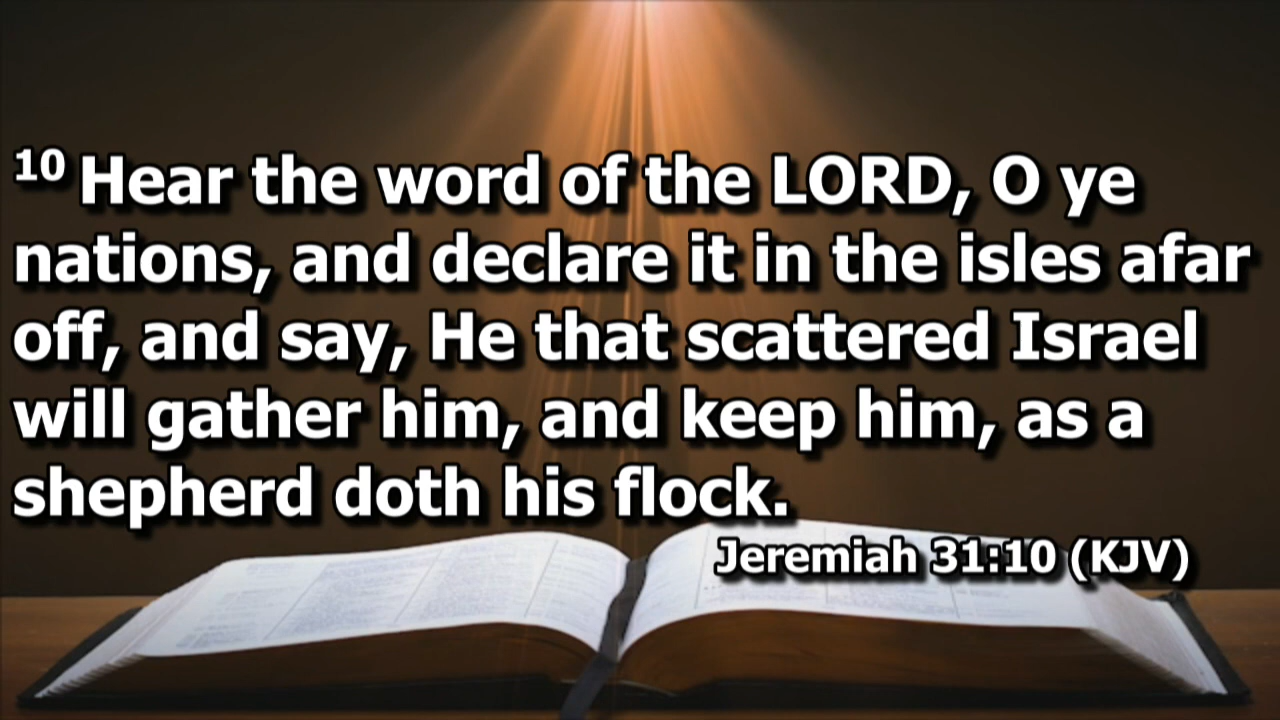 10 Hear the word of the LORD, O ye
nations, and declare it in the isles afar
off, and say, He that scattered Israel
will gather him, and keep him, as a
shepherd doth his flock.
Jeremiah 31:10 (KJV)